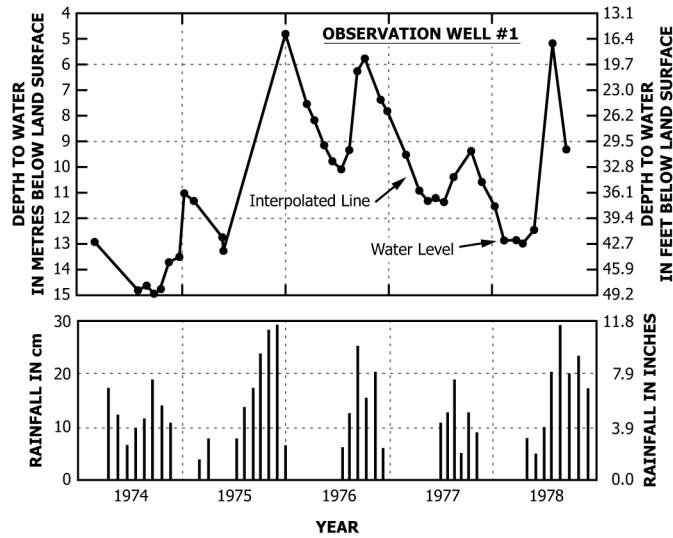 OBSERVATION WELL #1
DEPTH TO WATER
IN METRES BELOW LAND SURFACE
4
5
6
7
8
9
10
11
12
13
14
15
13.1
16.4
19.7
23.0
26.2
29.5
32.8
36.1
39.4
42.7
45.9
49.2
DEPTH TO WATER
IN FEET BELOW LAND SURFACE
Interpolated Line
Water Level
RAINFALL IN cm
30
20
10
0
11.8
7.9
3.9
0.0
RAINFALL IN INCHES
1974 1975 1976 1977 1978
YEAR